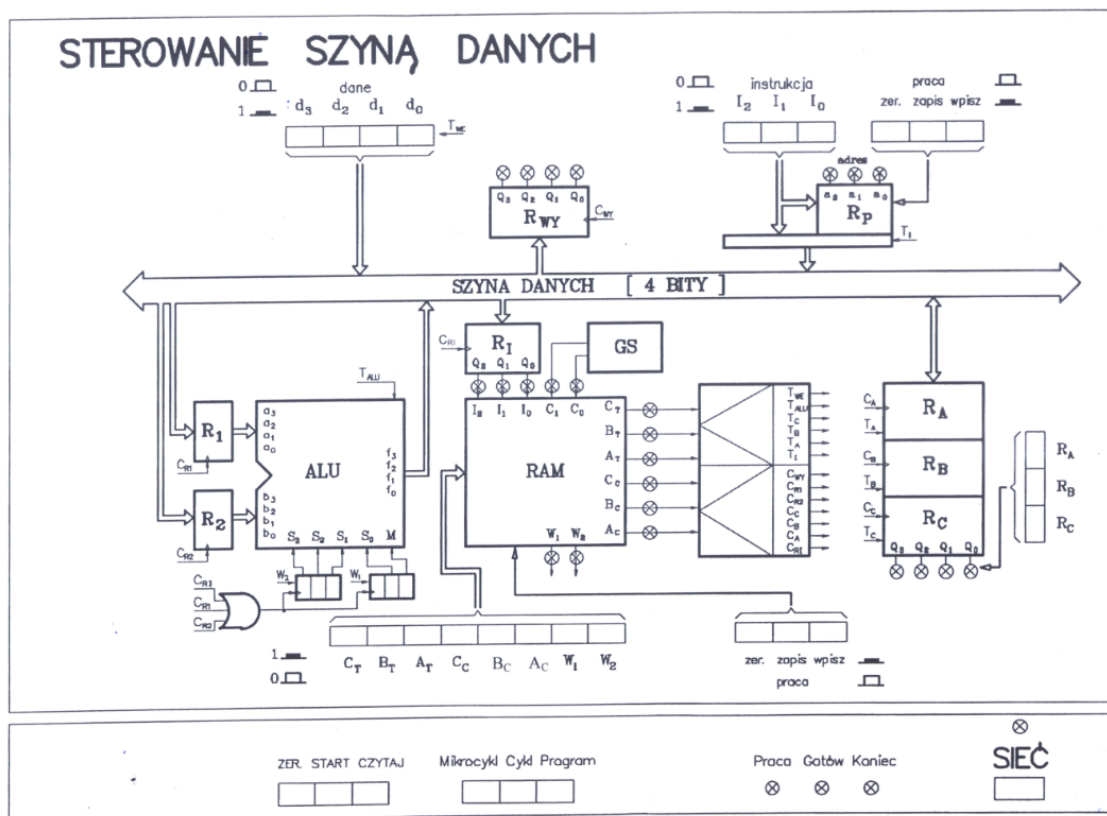 STEROWANIE SZYNĄ DANYCH
0 dane
1 d3 d2 d1 d0
TWE
0 instrukcja praca
1 I2 I1 I0 zer. zapis wpisz
adres
a2 a1 a0
RP
TI
Q3 Q2 Q1 Q0
RWY
CWY
SZYNA DANYCH [ 4 BITY ]
CRI
RI
Q2 Q1 Q0
GS
TALU
R1
CR1
R2
CR2
a3
a2
a1
a0
ALU
b3
b2
b1
b0
f3
f2
f1
f0
S3 S2 S1 S0 M
W2
W1
CR1
CR2
I2 I1 I0 C1 C0
RAM
CT
BT
AT
CC
BC
AC
W1 W2
TWE
TALU
TC
TB
TA
TI
CWY
CR1
CR2
CC
CB
CA
CRI
CA
TA
RA
CB
TB
RB
CC
TC
RC
Q3 Q2 Q1 Q0
RA
RB
RC
1
0
CT BT AT CC BC AC W1 W2
zer. zapis wpisz
praca
ZER. START CZYTAJ
Mikrocykl Cykl Program
Praca Gotów Koniec
SIEĆ